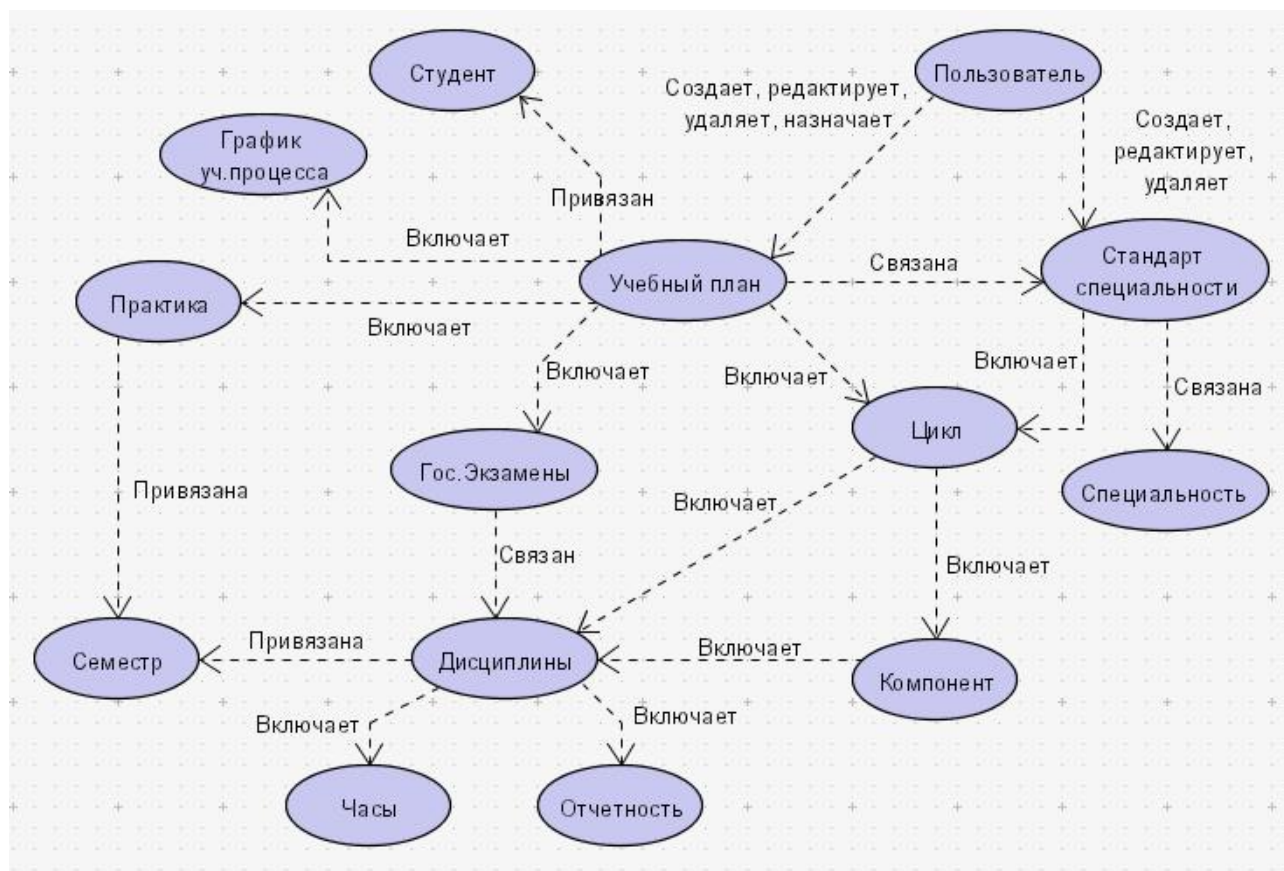 Студент
Пользователь
Создает, редактирует,
удаляет, назначает
Создает,
редактирует,
удаляет
График
уч.процесса
Привязан
Включает
Учебный план
Связана
Стандарт
специальности
Практика
Включает
Включает
Включает
Включает
Связана
Цикл
Гос.Экзамены
Специальность
Привязана
Включает
Связан
Включает
Привязана
Включает
Семестр
Дисциплины
Компонент
Включает
Включает
Часы
Отчетность